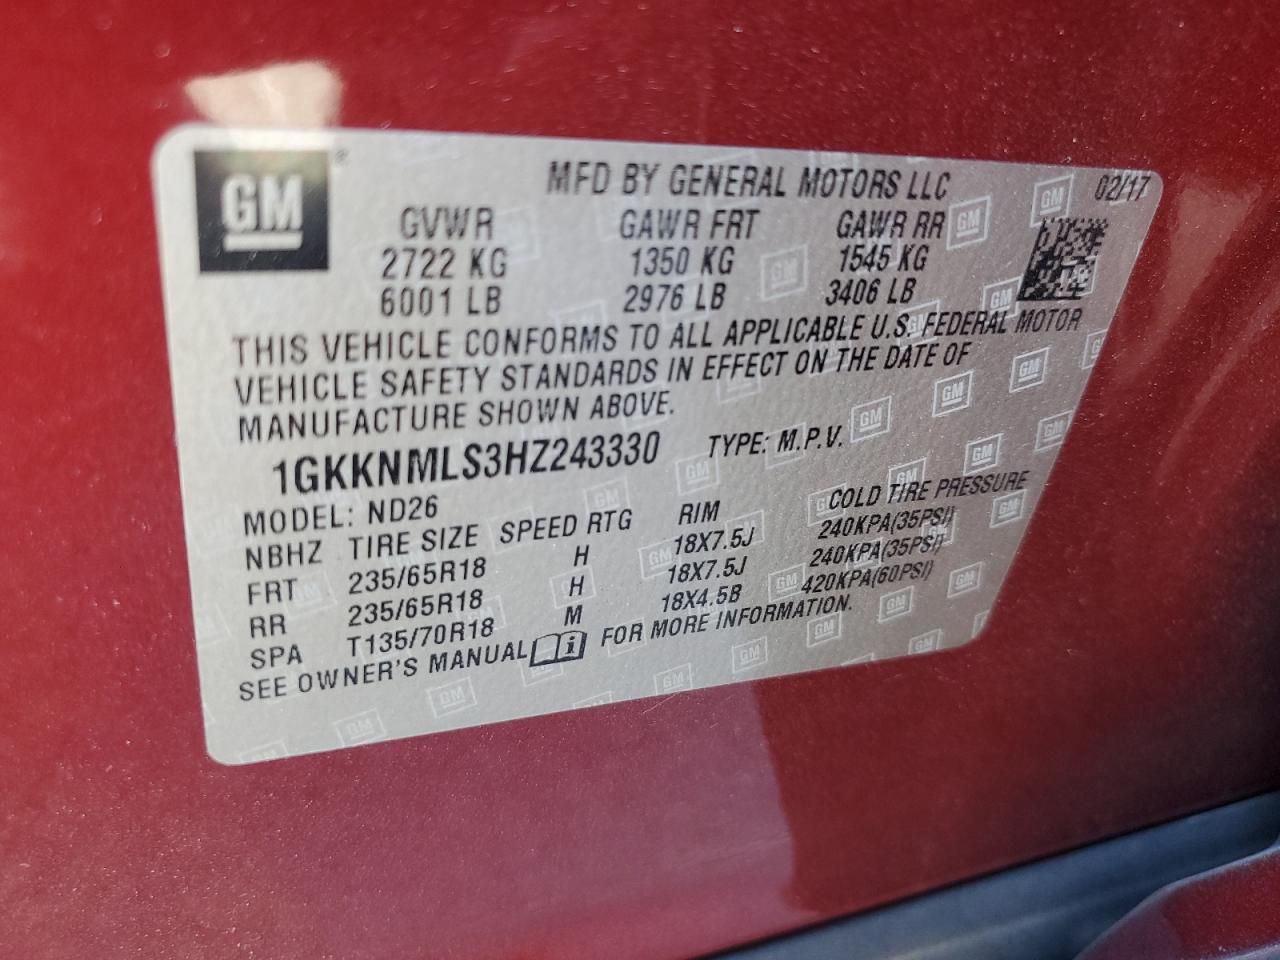 GM ®
MFD BY GENERAL MOTORS LLC 02/17
GVWR GAWR FRT GAWR RR
2722 KG 1350 KG 1545 KG
6001 LB 2976 LB 3406 LB
THIS VEHICLE CONFORMS TO ALL APPLICABLE U.S. FEDERAL MOTOR
VEHICLE SAFETY STANDARDS IN EFFECT ON THE DATE OF
MANUFACTURE SHOWN ABOVE.
1GKKNMLS3HZ243330 TYPE: M.P.V.
MODEL: ND26
NBHZ TIRE SIZE SPEED RTG RIM COLD TIRE PRESSURE
FRT 235/65R18 H 18X7.5J 240KPA(35PSI)
RR 235/65R18 H 18X7.5J 240KPA(35PSI)
SPA T135/70R18 M 18X4.5B 420KPA(60PSI)
SEE OWNER'S MANUAL FOR MORE INFORMATION.